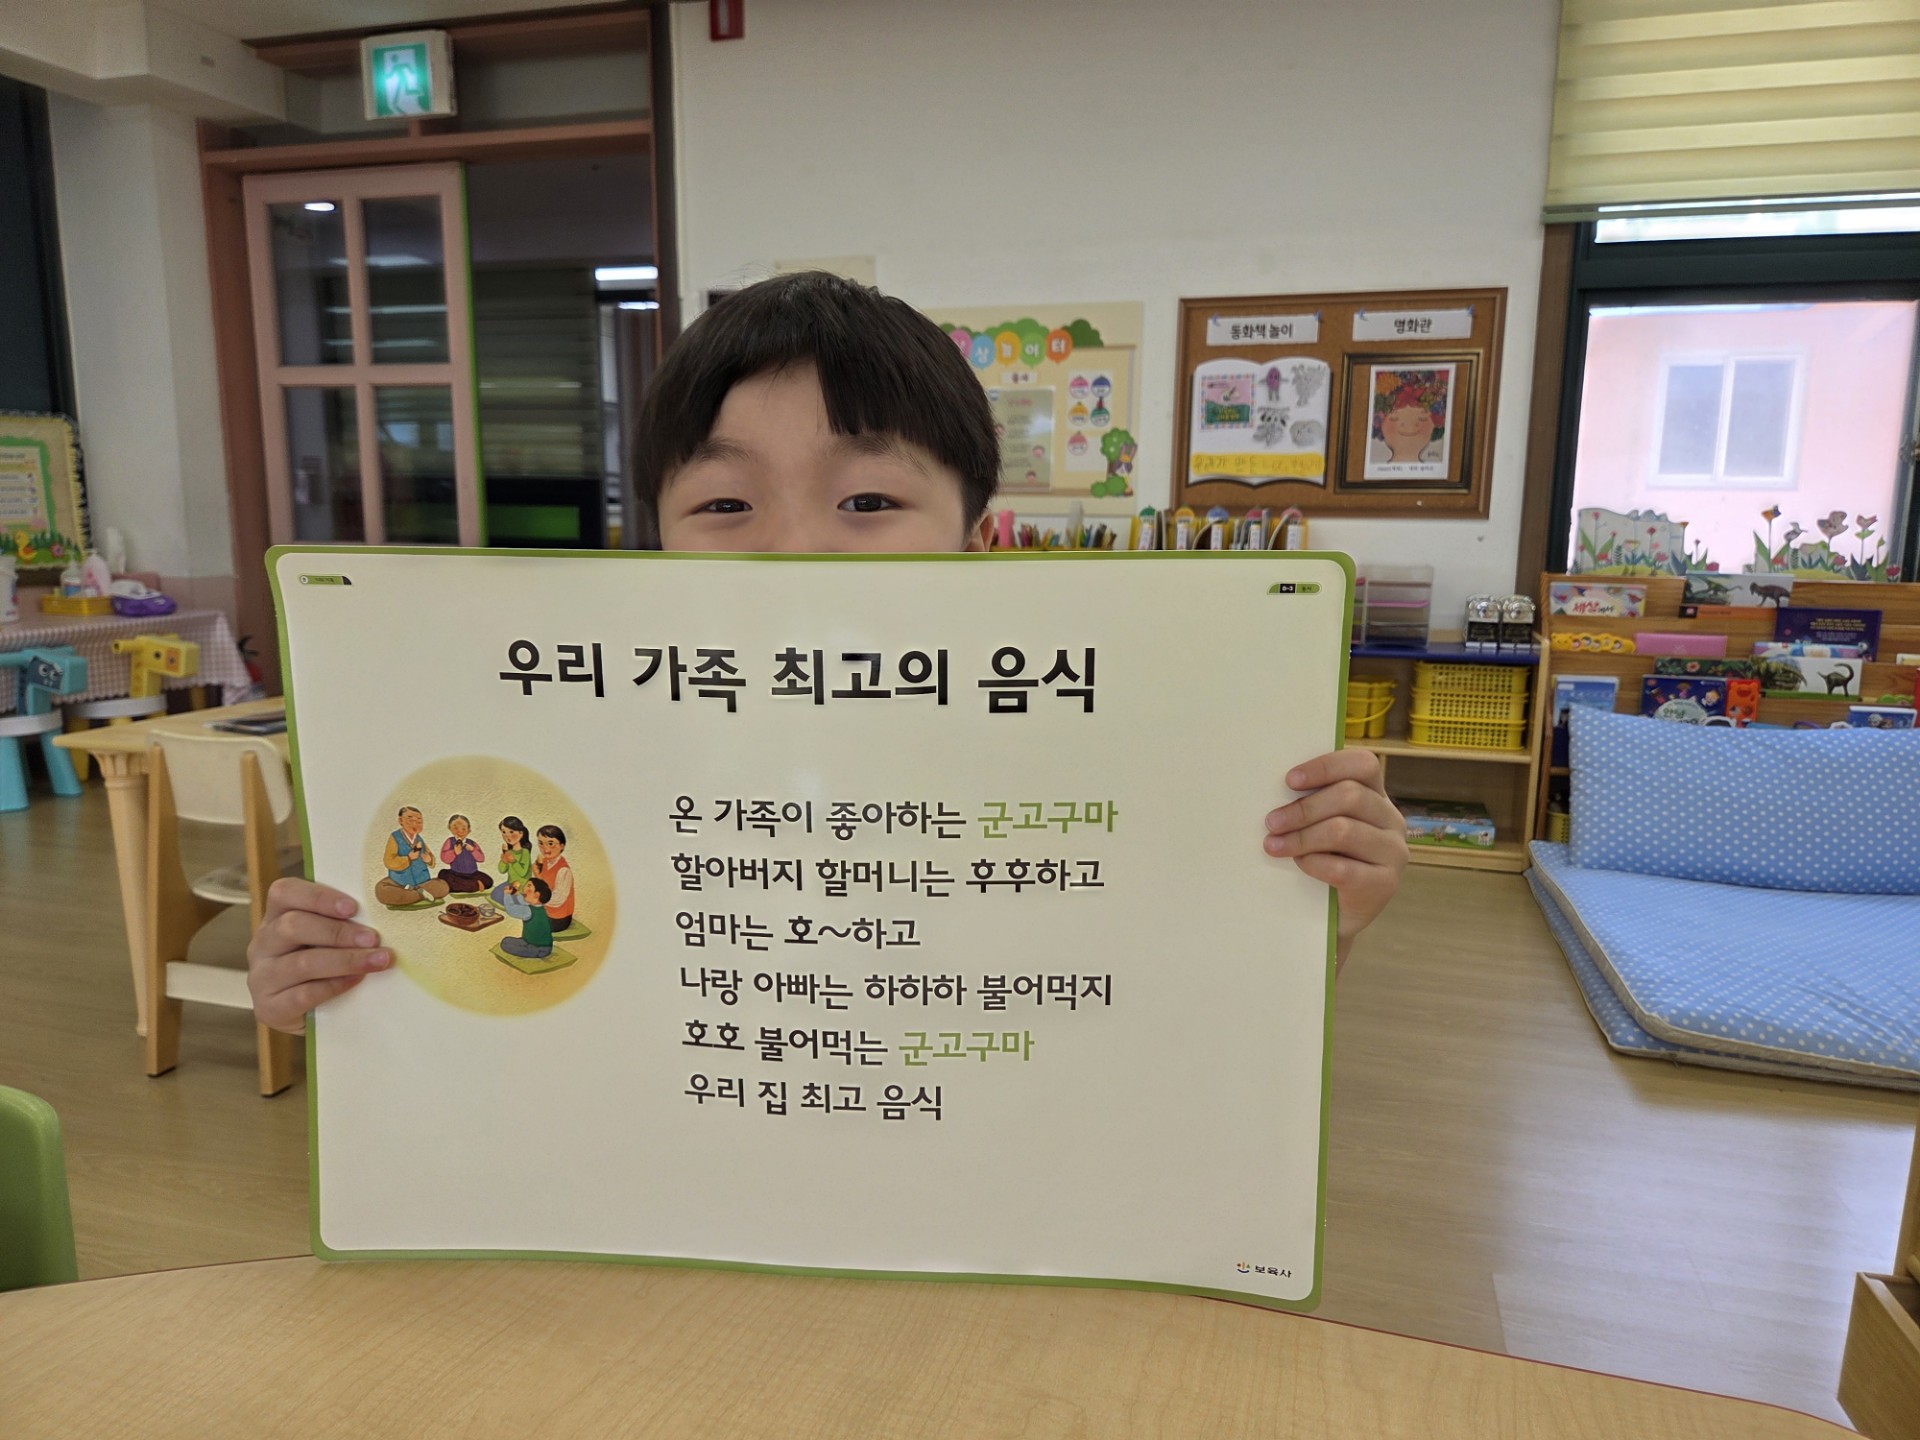 동화책 놀이
명화관
상놀이터
우리 가족 최고의 음식
온 가족이 좋아하는 군고구마
할아버지 할머니는 후후하고
엄마는 호~하고
나랑 아빠는 하하하 불어먹지
호호 불어먹는 군고구마
우리 집 최고 음식
보육사